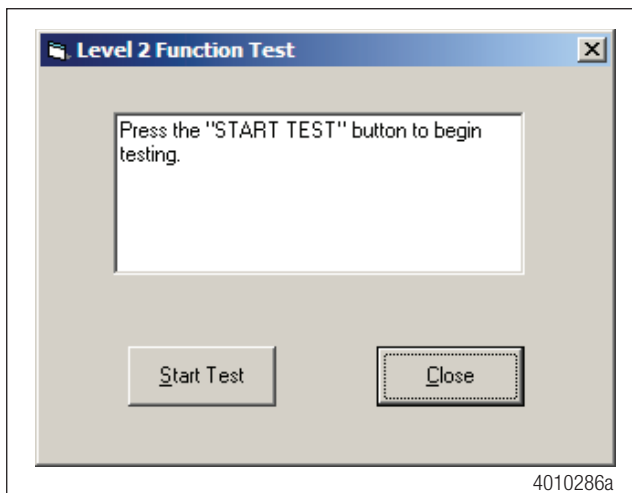 Level 2 Function Test
Press the "START TEST" button to begin
testing.
Start Test
Close
4010286a